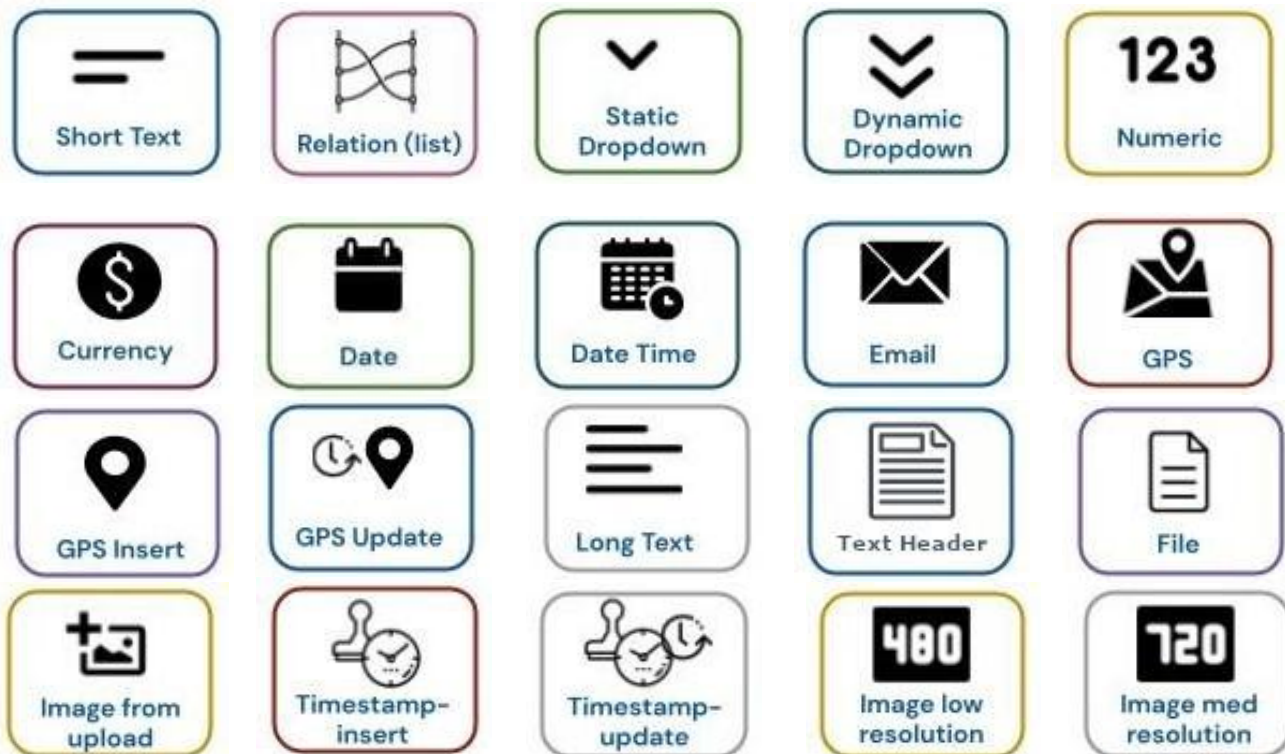 Short Text
Relation (list)
Static
Dropdown
Dynamic
Dropdown
123
Numeric
$
Currency
Date
Date Time
Email
GPS
GPS Insert
GPS Update
Long Text
Text Header
File
Image from
upload
Timestamp-
insert
Timestamp-
update
480
Image low
resolution
720
Image med
resolution